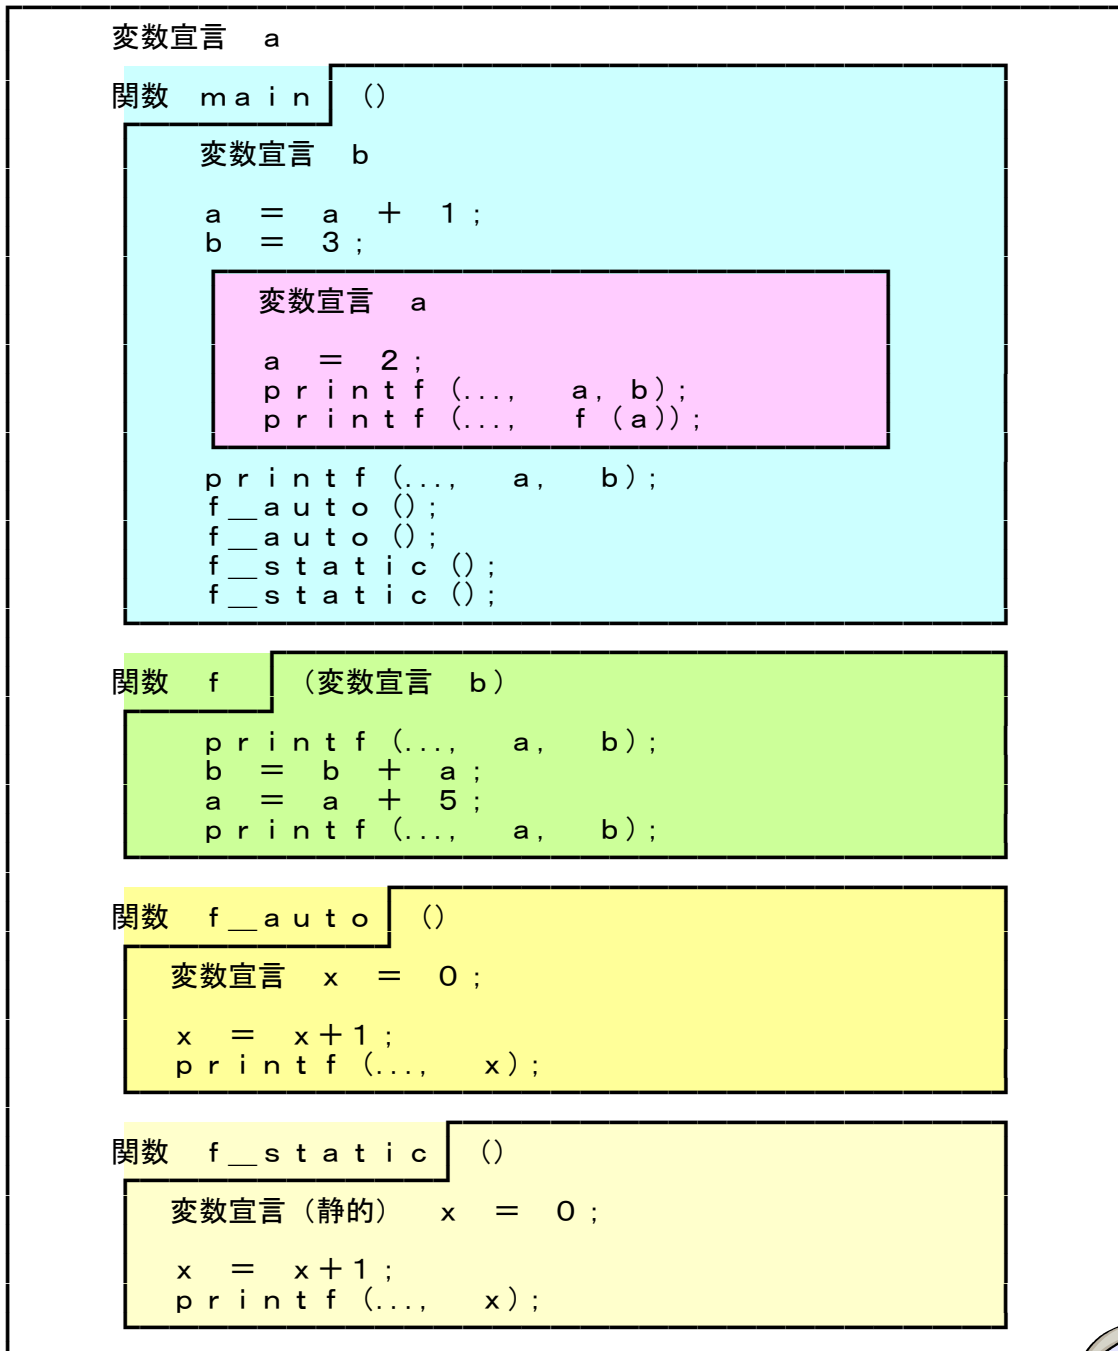 変数宣言 a
関数 main ()
変数宣言 b
a = a + 1;
b = 3;
変数宣言 a
a = 2;
printf(..., a, b);
printf(..., f(a));
printf(..., a, b);
f_auto();
f_auto();
f_static();
f_static();
関数 f (変数宣言 b)
printf(..., a, b);
b = b + a;
a = a + 5;
printf(..., a, b);
関数 f_auto ()
変数宣言 x = 0;
x = x+1;
printf(..., x);
関数 f_static ()
変数宣言(静的) x = 0;
x = x+1;
printf(..., x);